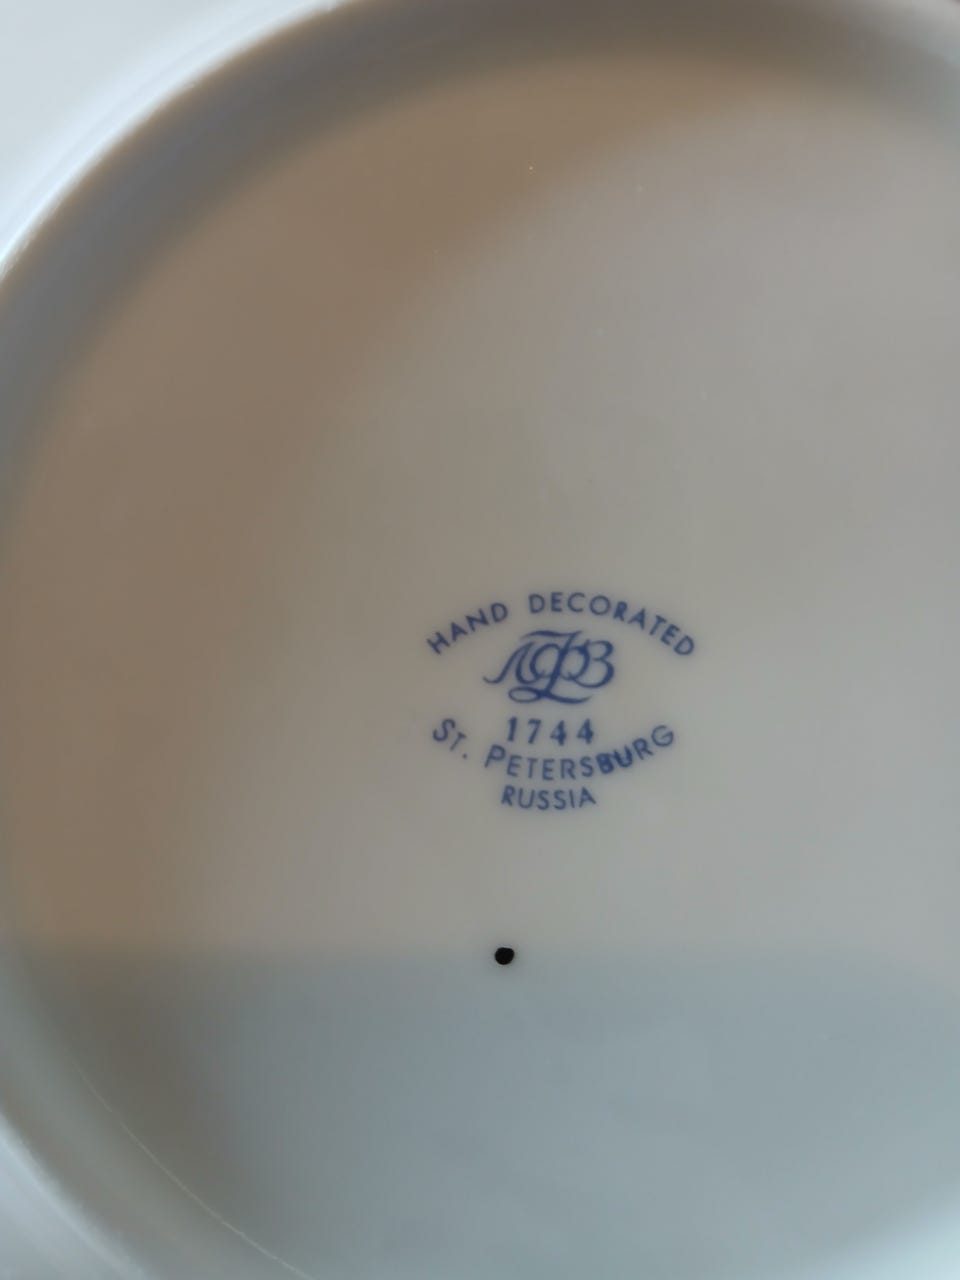 HAND DECORATED
ЛФЗ
1744
ST. PETERSBURG
RUSSIA